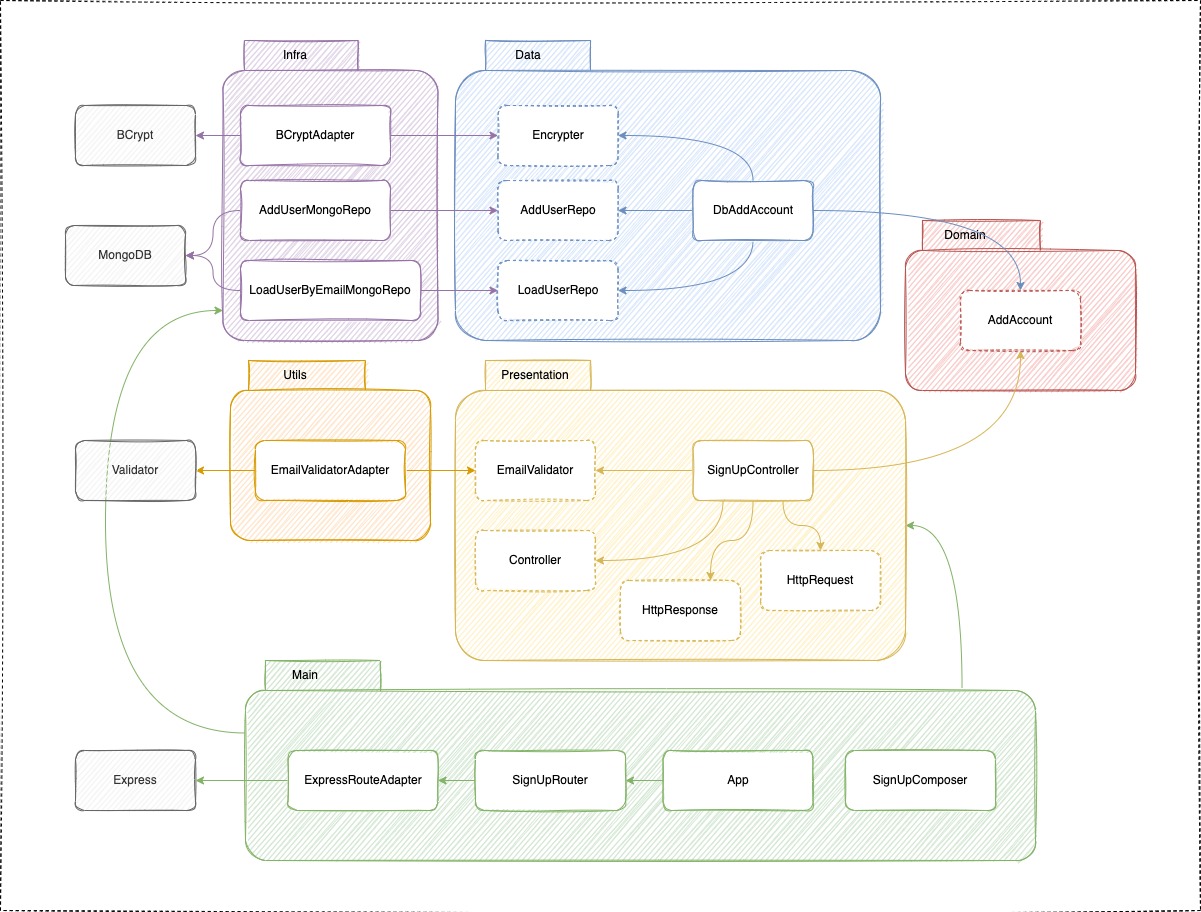 Infra
Data
BCrypt
BCryptAdapter
Encrypter
AddUserMongoRepo
AddUserRepo
DbAddAccount
MongoDB
Domain
LoadUserByEmailMongoRepo
LoadUserRepo
AddAccount
Utils
Presentation
Validator
EmailValidatorAdapter
EmailValidator
SignUpController
Controller
HttpRequest
HttpResponse
Main
Express
ExpressRouteAdapter
SignUpRouter
App
SignUpComposer